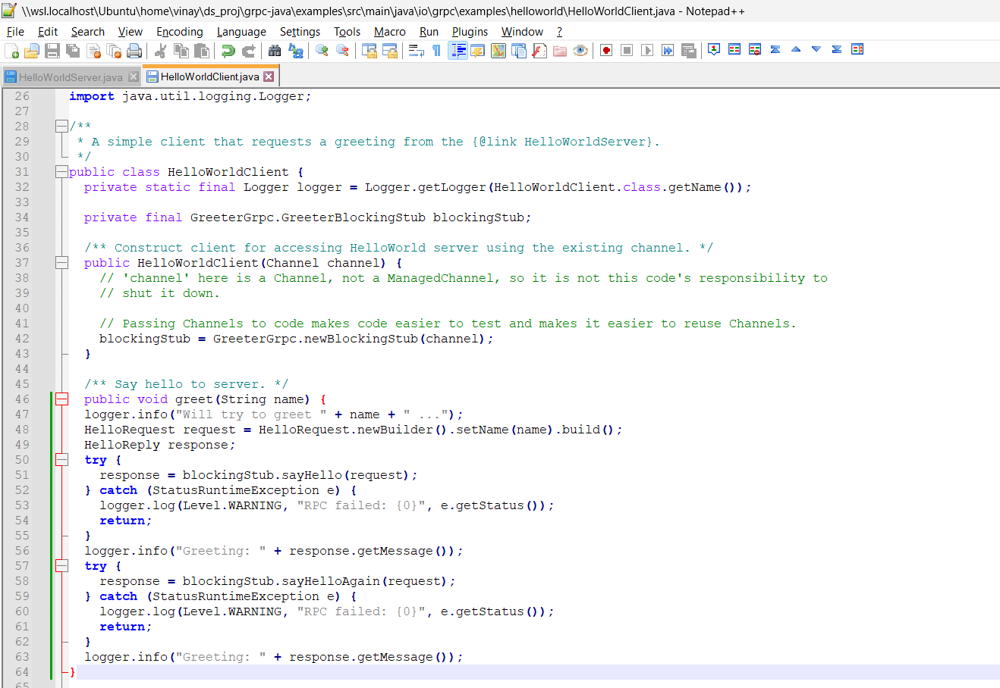 \\wsl.localhost\Ubuntu\home\vinay\ds_proj\grpc-java\examples\src\main\java\io\grpc\examples\helloworld\HelloWorldClient.java - Notepad++
File Edit Search View Encoding Language Settings Tools Macro Run Plugins Window ?
HelloWorldServer.java HelloWorldClient.java
26 import java.util.logging.Logger;
27
28 /**
29  * A simple client that requests a greeting from the {@link HelloWorldServer}.
30  */
31 public class HelloWorldClient {
32   private static final Logger logger = Logger.getLogger(HelloWorldClient.class.getName());
33
34   private final GreeterGrpc.GreeterBlockingStub blockingStub;
35
36   /** Construct client for accessing HelloWorld server using the existing channel. */
37   public HelloWorldClient(Channel channel) {
38     // 'channel' here is a Channel, not a ManagedChannel, so it is not this code's responsibility to
39     // shut it down.
40
41     // Passing Channels to code makes code easier to test and makes it easier to reuse Channels.
42     blockingStub = GreeterGrpc.newBlockingStub(channel);
43   }
44
45   /** Say hello to server. */
46   public void greet(String name) {
47   logger.info("Will try to greet " + name + " ...");
48   HelloRequest request = HelloRequest.newBuilder().setName(name).build();
49   HelloReply response;
50   try {
51     response = blockingStub.sayHello(request);
52   } catch (StatusRuntimeException e) {
53     logger.log(Level.WARNING, "RPC failed: {0}", e.getStatus());
54     return;
55   }
56   logger.info("Greeting: " + response.getMessage());
57   try {
58     response = blockingStub.sayHelloAgain(request);
59   } catch (StatusRuntimeException e) {
60     logger.log(Level.WARNING, "RPC failed: {0}", e.getStatus());
61     return;
62   }
63   logger.info("Greeting: " + response.getMessage());
64 }
65